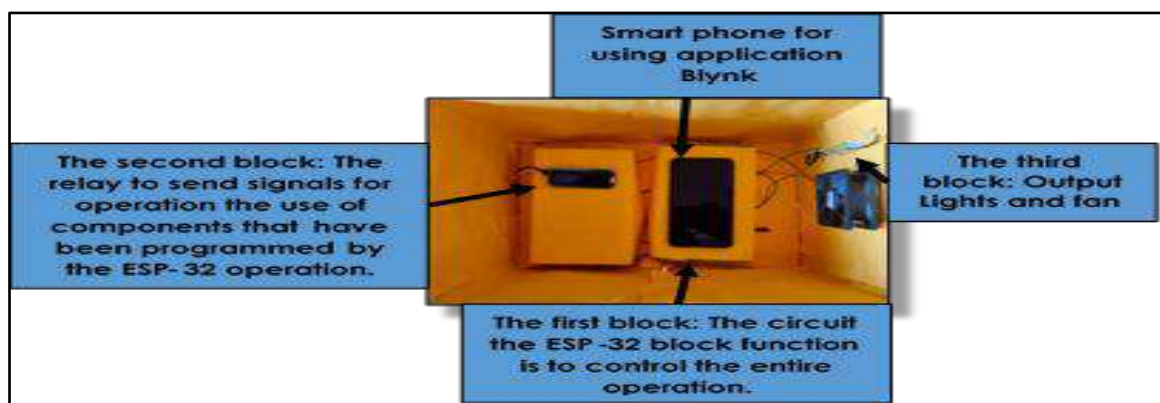 Smart phone for
using application
Blynk
The second block: The
relay to send signals for
operation the use of
components that have
been programmed by
the ESP-32 operation.
The third
block: Output
Lights and fan
The first block: The circuit
the ESP-32 block function
is to control the entire
operation.